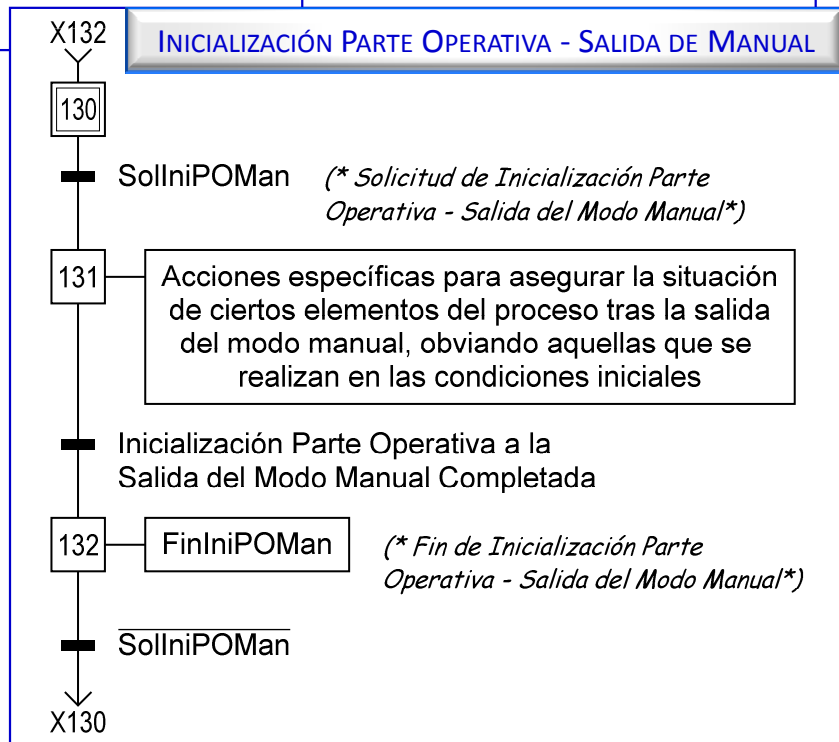 X132
INICIALIZACIÓN PARTE OPERATIVA - SALIDA DE MANUAL
130
SolIniPOMan
(* Solicitud de Inicialización Parte
Operativa - Salida del Modo Manual*)
131
Acciones específicas para asegurar la situación
de ciertos elementos del proceso tras la salida
del modo manual, obviando aquellas que se
realizan en las condiciones iniciales
Inicialización Parte Operativa a la
Salida del Modo Manual Completada
132
FinIniPOMan
(* Fin de Inicialización Parte
Operativa - Salida del Modo Manual*)
SolIniPOMan
X130